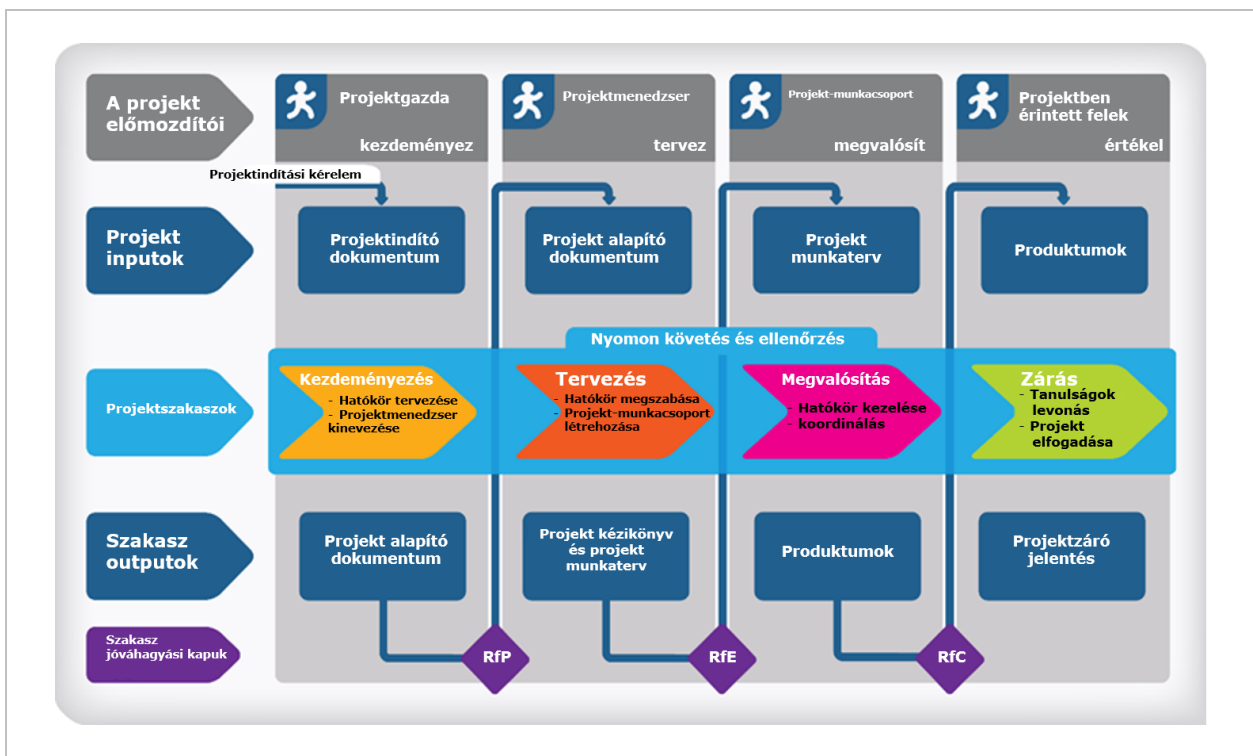 A projekt
előmozdítói
Projektgazda
kezdeményez
Projektmenedzser
tervez
Projekt-munkacsoport
megvalósít
Projektben
érintett felek
értékel
Projektindítási kérelem
Projekt
inputok
Projektindító
dokumentum
Projekt alapító
dokumentum
Projekt
munkaterv
Produktumok
Nyomon követés és ellenőrzés
Projektszakaszok
Kezdeményezés
- Hatókör tervezése
- Projektmenedzser
kinevezése
Tervezés
- Hatókör megszabása
- Projekt-munkacsoport
létrehozása
Megvalósítás
- Hatókör kezelése
- koordinálás
Zárás
- Tanulságok
levonás
- Projekt
elfogadása
Szakasz
outputok
Projekt alapító
dokumentum
Projekt kézikönyv
és projekt
munkaterv
Produktumok
Projektzáró
jelentés
Szakasz
jóváhagyási kapuk
RfP
RfE
RfC